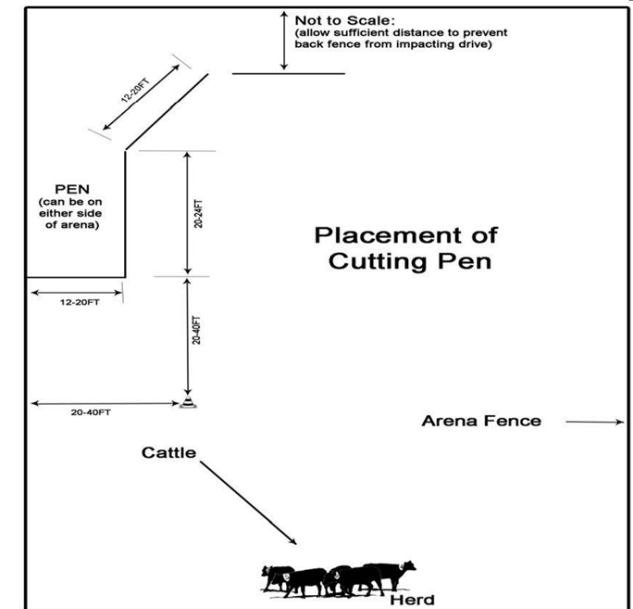 Not to Scale:
(allow sufficient distance to prevent
back fence from impacting drive)
12-20FT
PEN
(can be on
either side
of arena)
20-24FT
Placement of
Cutting Pen
12-20FT
20-40FT
20-40FT
Arena Fence
Cattle
Herd